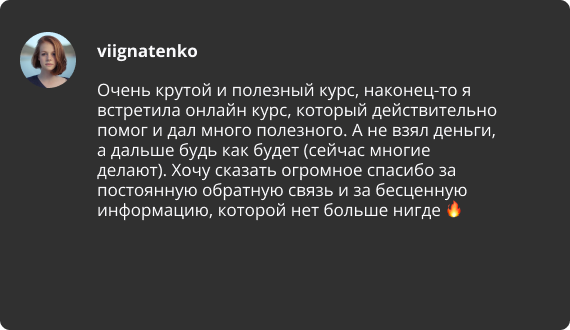 viignatenko
Очень крутой и полезный курс, наконец-то я
встретила онлайн курс, который действительно
помог и дал много полезного. А не взял деньги,
а дальше будь как будет (сейчас многие
делают). Хочу сказать огромное спасибо за
постоянную обратную связь и за бесценную
информацию, которой нет больше нигде 🔥